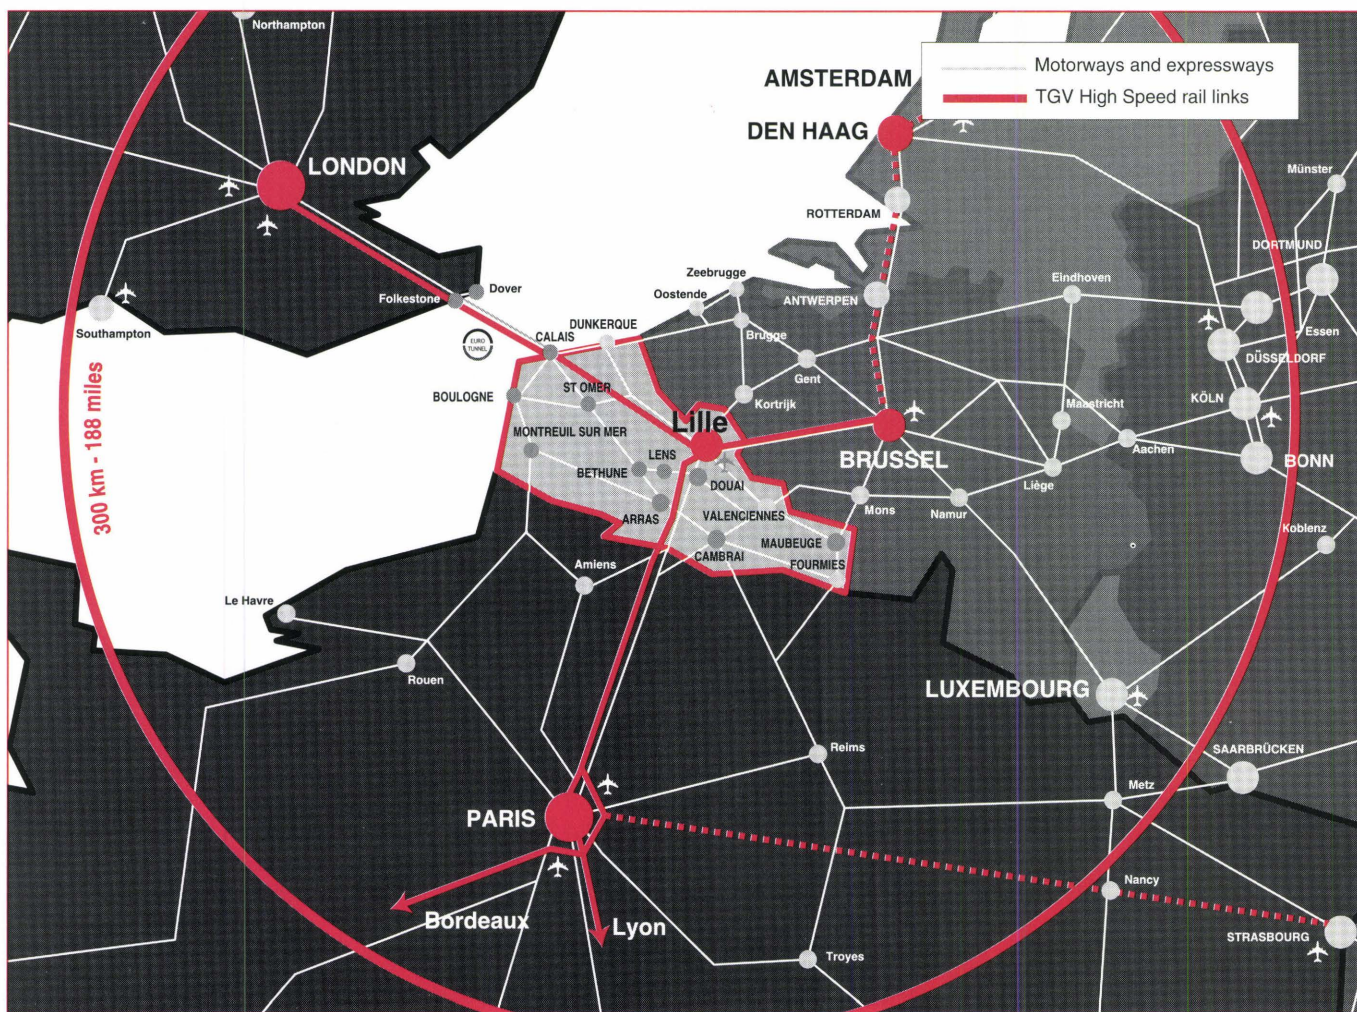 Northampton
Motorways and expressways
AMSTERDAM
TGV High Speed rail links
DEN HAAG
LONDON
Münster
ROTTERDAM
DORTMUND
Zeebrugge
Eindhoven
Dover
Folkestone
Oostende
ANTWERPEN
Southampton
DUNKERQUE
Brugge
Essen
EURO
TUNNEL
CALAIS
DÜSSELDORF
Gent
ST OMER
BOULOGNE
Kortrijk
Maastricht
KÖLN
Lille
MONTREUIL SUR MER
Aachen
LENS
BRUSSEL
BONN
BETHUNE
DOUAI
Liège
300 km - 188 miles
ARRAS
VALENCIENNES
Mons
Namur
Koblenz
MAUBEUGE
CAMBRAI
FOURMIES
Amiens
Le Havre
Rouen
LUXEMBOURG
Reims
SAARBRÜCKEN
Metz
PARIS
Nancy
Bordeaux
Lyon
STRASBOURG
Troyes